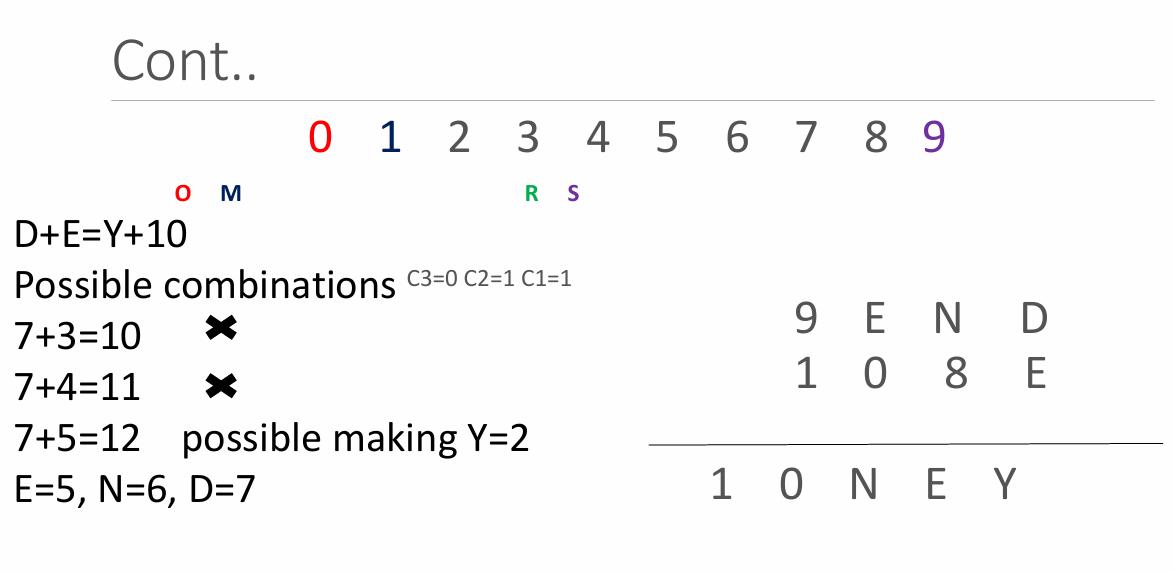 Cont..
0 1 2 3 4 5 6 7 8 9
O M R S
D+E=Y+10
Possible combinations C3=0 C2=1 C1=1
7+3=10 ✖
7+4=11 ✖
7+5=12 possible making Y=2
E=5, N=6, D=7
9 E N D
1 0 8 E
1 0 N E Y